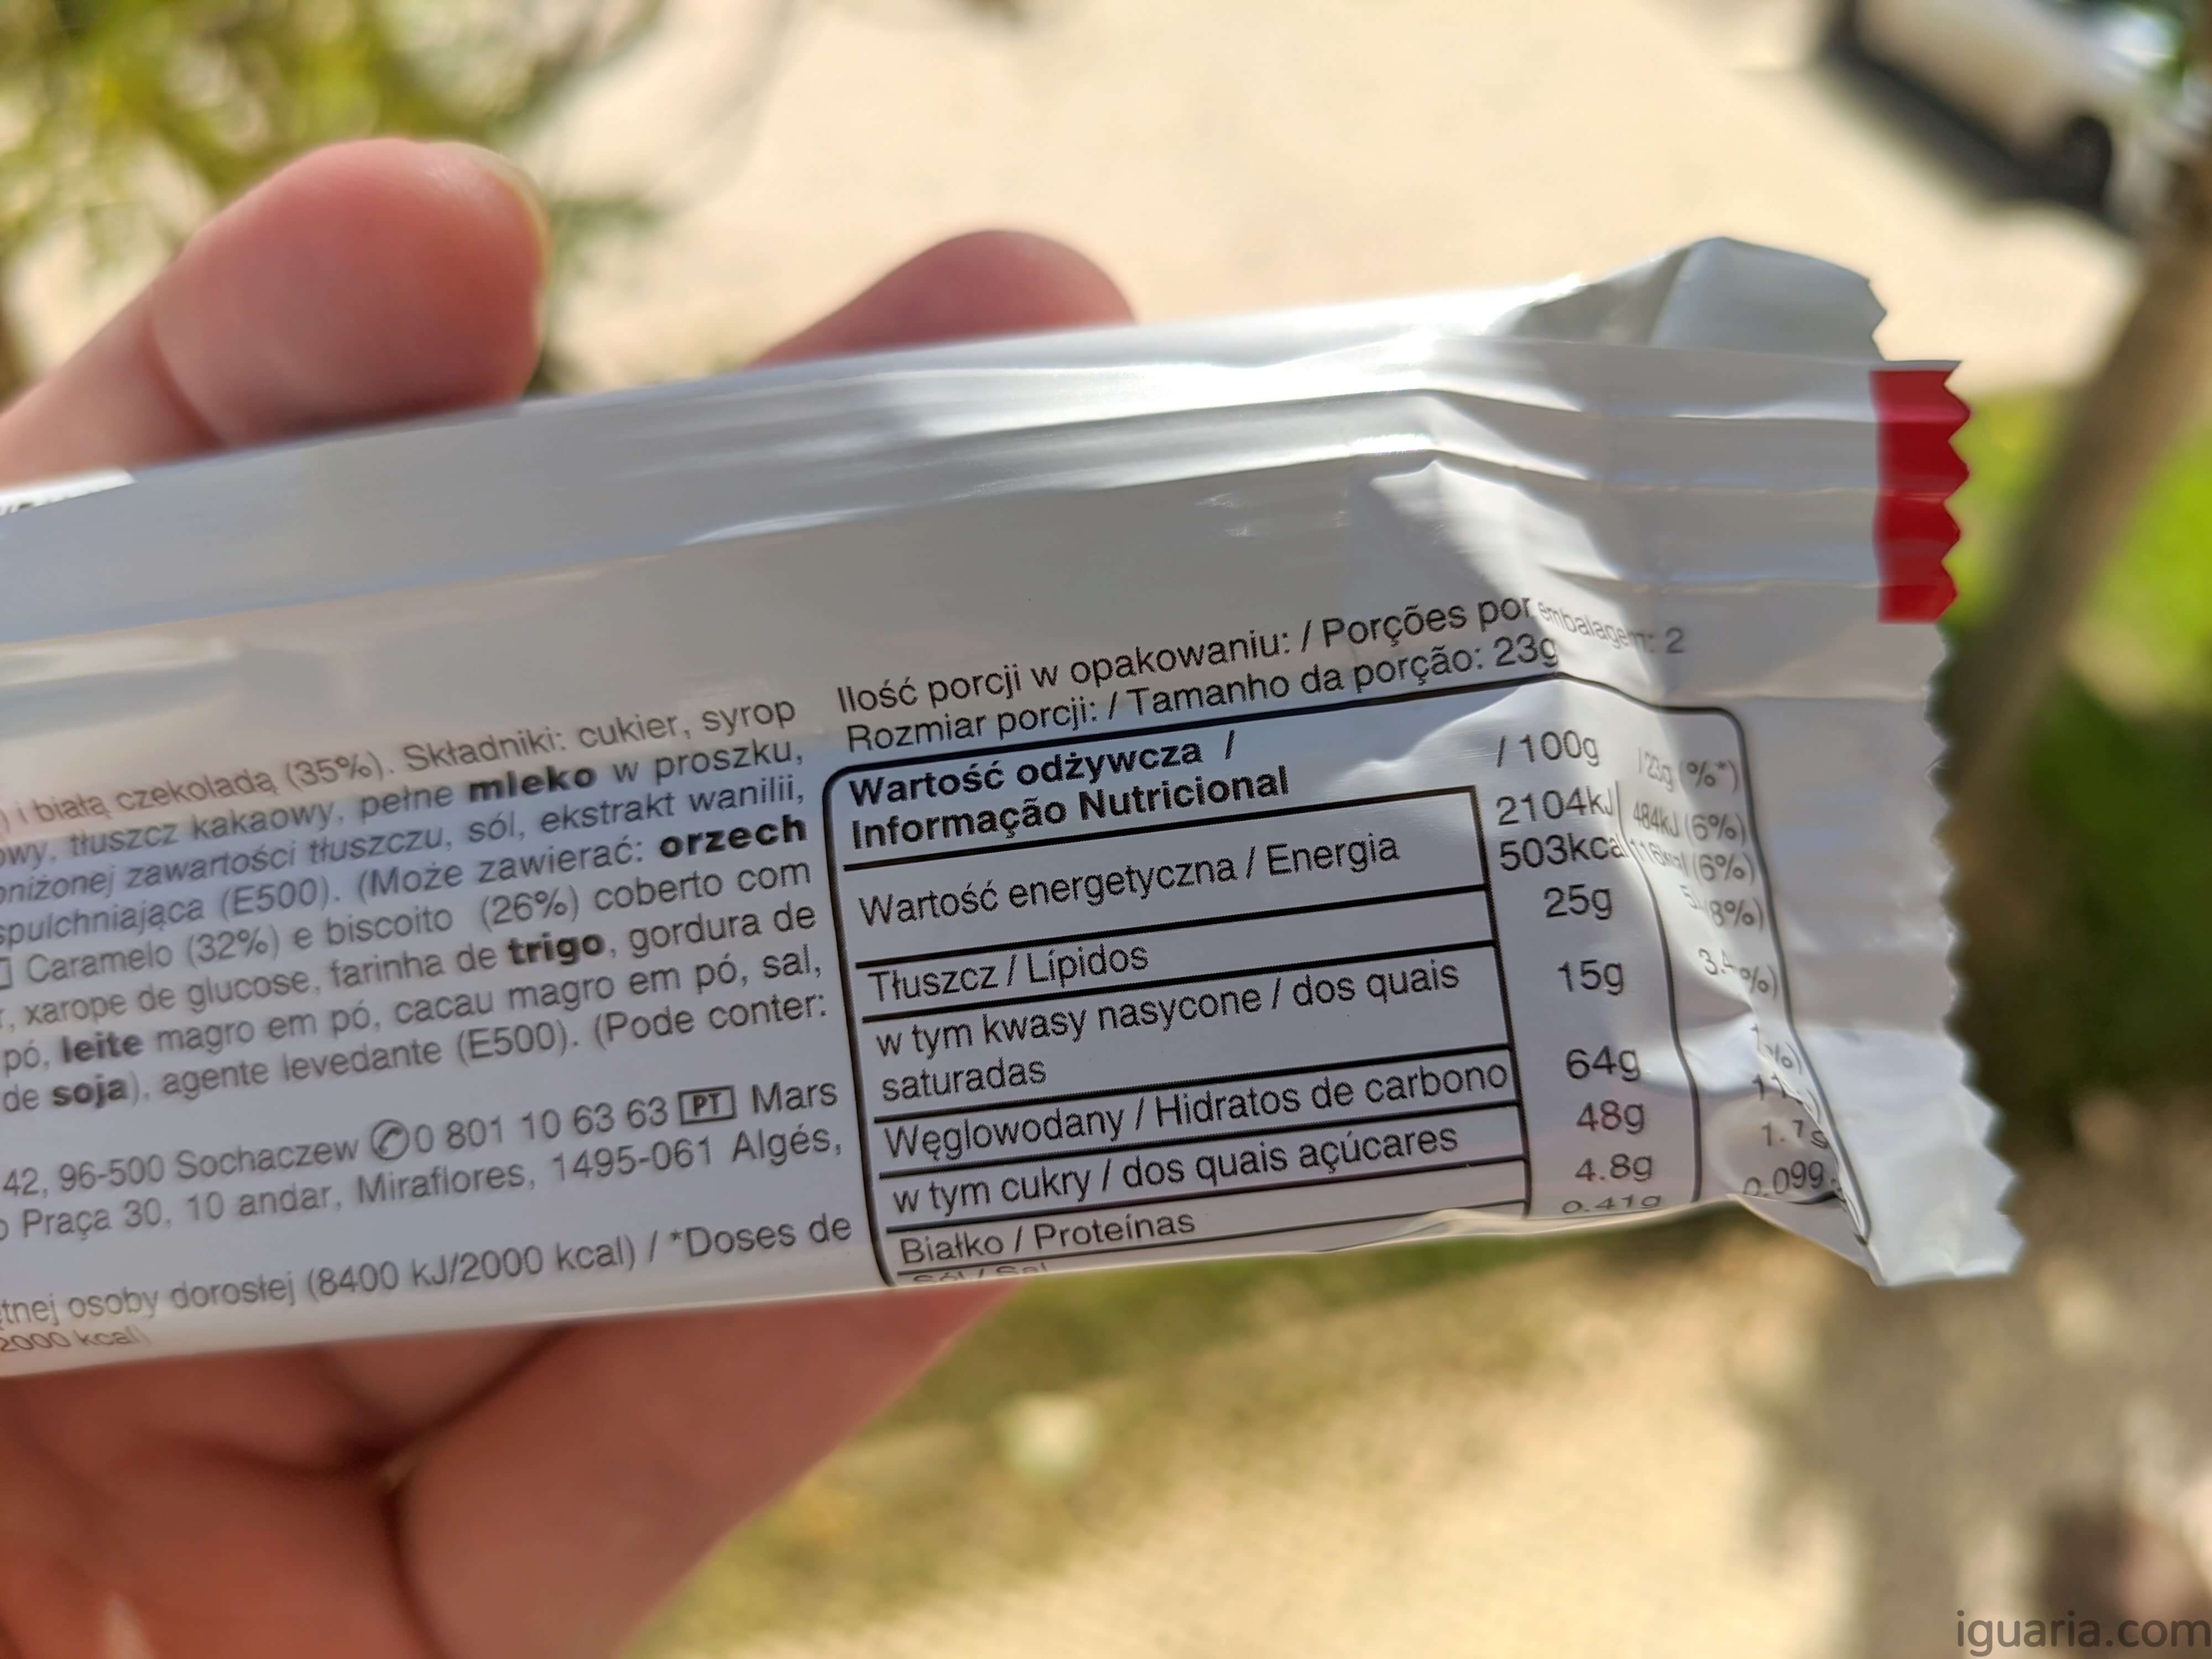 i białą czekoladą (35%). Składniki: cukier, syrop
tłuszcz kakaowy, pełne mleko w proszku,
zawartości tłuszczu, sól, ekstrakt wanilii,
spulchniająca (E500). (Może zawierać: orzech
Caramelo (32%) e biscoito (26%) coberto com
, xarope de glucose, farinha de trigo, gordura de
pó, leite magro em pó, cacau magro em pó, sal,
de soja), agente levedante (E500). (Pode conter:
42, 96-500 Sochaczew ✆0 801 10 63 63 PT Mars
Praça 30, 10 andar, Miraflores, 1495-061 Algés,
osoby dorosłej (8400 kJ/2000 kcal) / *Doses de
2000 kcal)
Ilość porcji w opakowaniu: / Porções por embalagem: 2
Rozmiar porcji: / Tamanho da porção: 23g
Wartość odżywcza / / 100g /23g (%*)
Informação Nutricional
Wartość energetyczna / Energia 2104kJ 484kJ (6%)
503kcal 116kcal (6%)
Tłuszcz / Lípidos 25g (8%)
w tym kwasy nasycone / dos quais
saturadas 15g
Węglowodany / Hidratos de carbono 64g
w tym cukry / dos quais açúcares 48g
Białko / Proteínas 4.8g
Sól / Sal 0.41g
iguaria.com